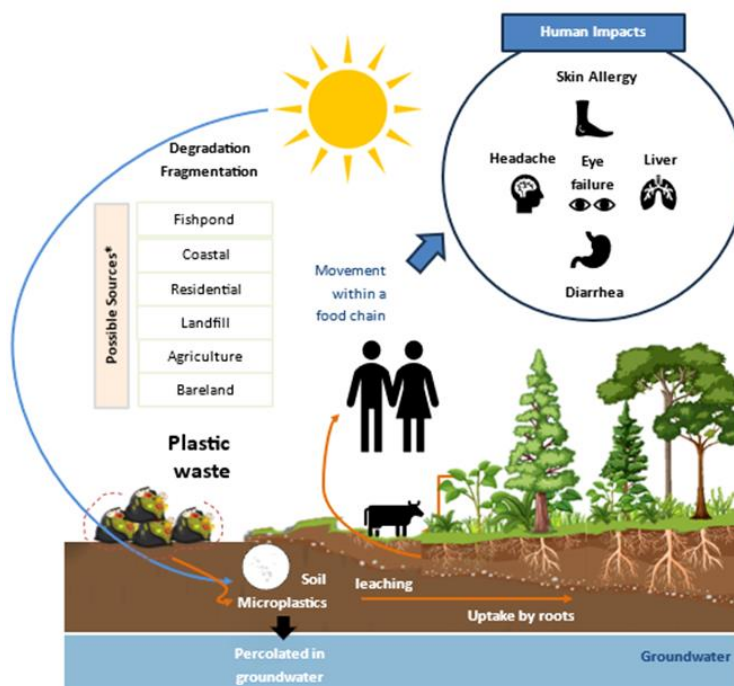 Human Impacts
Skin Allergy
Headache
Eye
failure
Liver
Diarrhea
Degradation
Fragmentation
Possible Sources*
Fishpond
Coastal
Residential
Landfill
Agriculture
Bareland
Movement
within a
food chain
Plastic
waste
Soil
Microplastics
leaching
Uptake by roots
Percolated in
groundwater
Groundwater